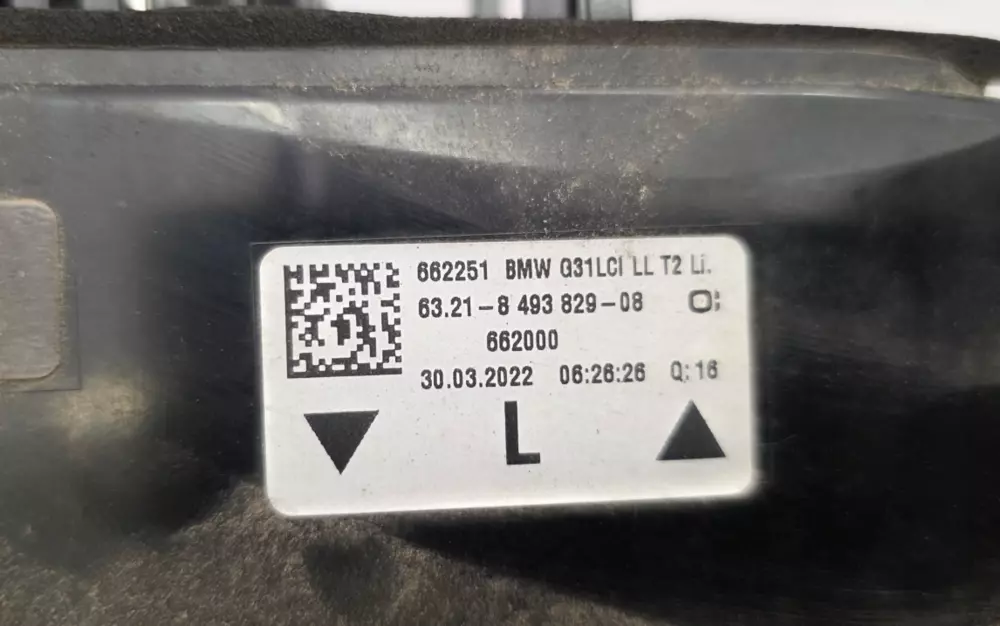 662251 BMW G31LCI LL T2 Li.
63.21-8 493 829-08
662000
30.03.2022 06:26:26 Q:16
L